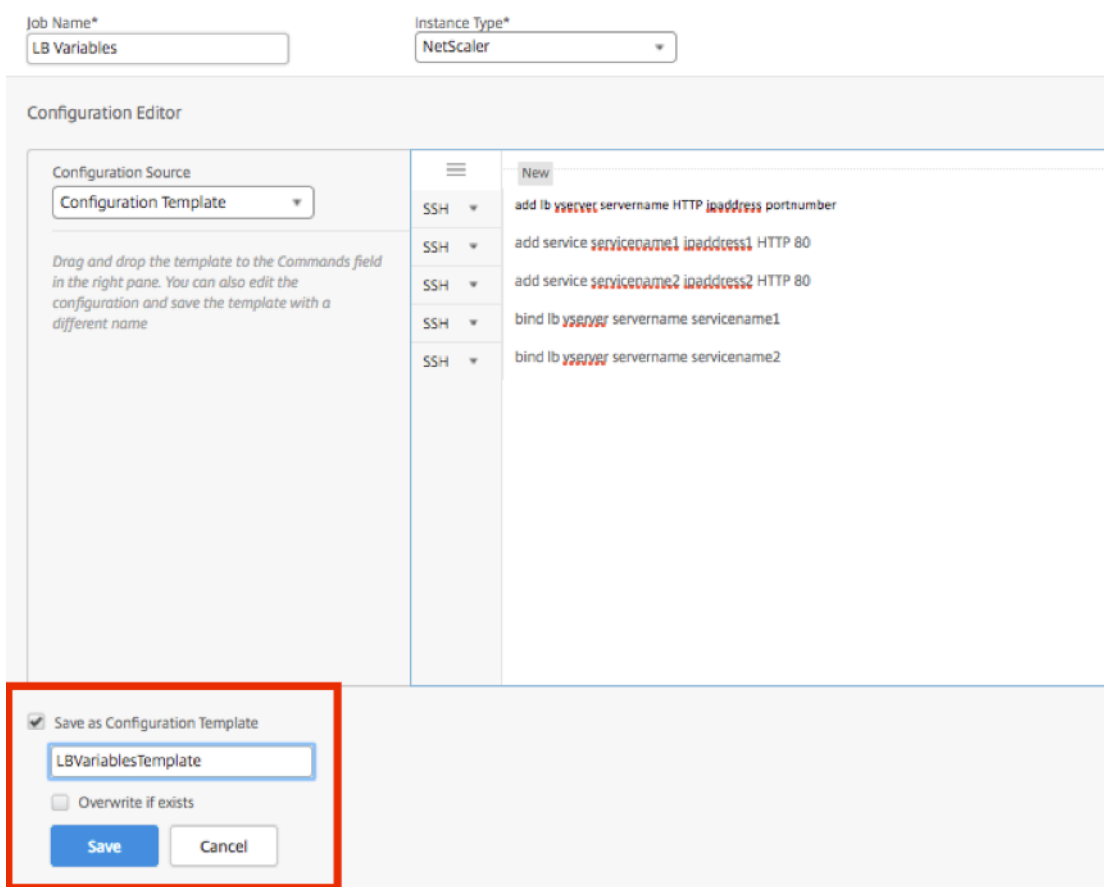 Job Name*
Instance Type*
LB Variables
NetScaler
Configuration Editor
Configuration Source
Configuration Template
Drag and drop the template to the Commands field
in the right pane. You can also edit the
configuration and save the template with a
different name
New
SSH add lb vserver servername HTTP ipaddress portnumber
SSH add service servicename1 ipaddress1 HTTP 80
SSH add service servicename2 ipaddress2 HTTP 80
SSH bind lb vserver servername servicename1
SSH bind lb vserver servername servicename2
Save as Configuration Template
LBVariablesTemplate
Overwrite if exists
Save Cancel